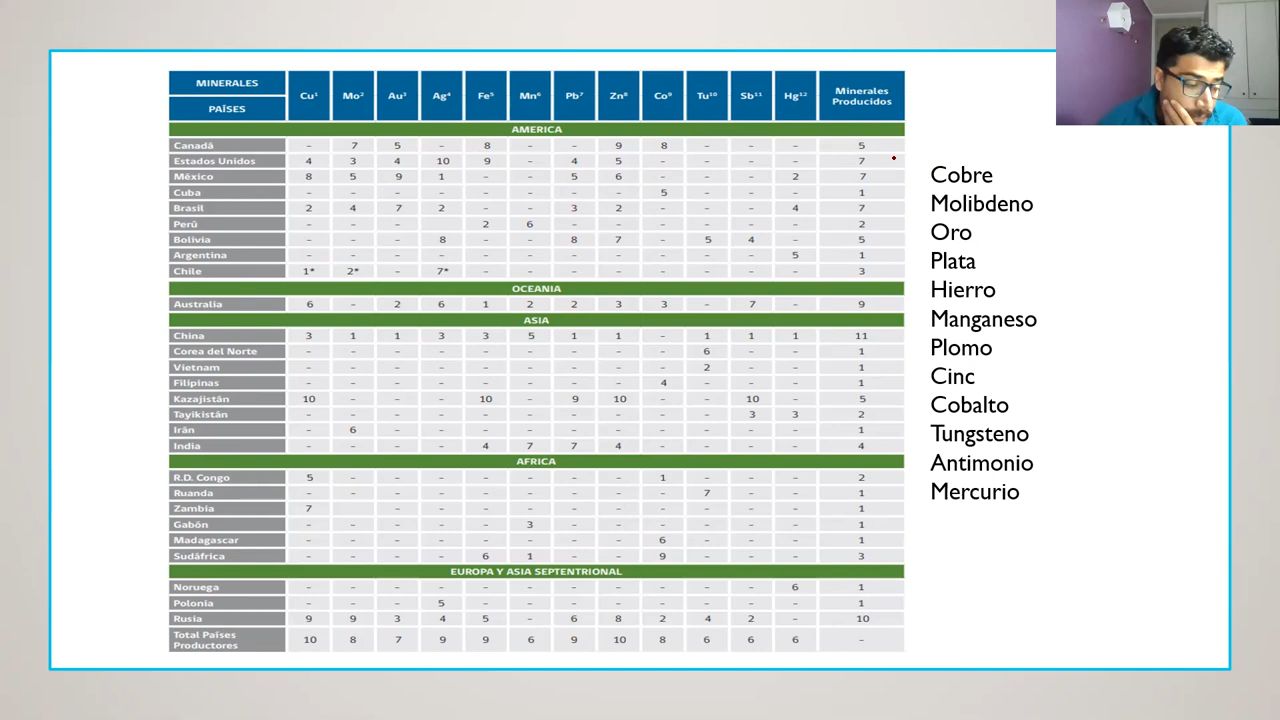 MINERALES Cu¹ Mo² Au³ Ag⁴ Fe⁵ Mn⁶ Pb⁷ Zn⁸ Co⁹ Tu¹⁰ Sb¹¹ Hg¹² Minerales Producidos
PAÍSES
AMERICA
Canadá - 7 5 - 8 - - 9 8 - - - 5
Estados Unidos 4 3 4 10 9 - 4 5 - - - - 7
México 8 5 9 1 - - 5 6 - - - 2 7
Cuba - - - - - - - - 5 - - - 1
Brasil 2 4 7 2 - - 3 2 - - - 4 7
Perú - - - - 2 6 - - - - - - 2
Bolivia - - - 8 - - 8 7 - 5 4 - 5
Argentina - - - - - - - - - - - 5 1
Chile 1* 2* - 7* - - - - - - - - 3
OCEANIA
Australia 6 - 2 6 1 2 2 3 3 - 7 - 9
ASIA
China 3 1 1 3 3 5 1 1 - 1 1 1 11
Corea del Norte - - - - - - - - - 6 - - 1
Vietnam - - - - - - - - - 2 - - 1
Filipinas - - - - - - - - 4 - - - 1
Kazajistán 10 - - - 10 - 9 10 - - 10 - 5
Tayikistán - - - - - - - - - - 3 3 2
Irán - 6 - - - - - - - - - - 1
India - - - - 4 7 7 4 - - - - 4
AFRICA
R.D. Congo 5 - - - - - - - 1 - - - 2
Ruanda - - - - - - - - - 7 - - 1
Zambia 7 - - - - - - - - - - - 1
Gabón - - - - - 3 - - - - - - 1
Madagascar - - - - - - - - 6 - - - 1
Sudáfrica - - - - 6 1 - - 9 - - - 3
EUROPA Y ASIA SEPTENTRIONAL
Noruega - - - - - - - - - - - 6 1
Polonia - - - 5 - - - - - - - - 1
Rusia 9 9 3 4 5 - 6 8 2 4 2 - 10
Total Países Productores 10 8 7 9 9 6 9 10 8 6 6 6 -
Cobre
Molibdeno
Oro
Plata
Hierro
Manganeso
Plomo
Cinc
Cobalto
Tungsteno
Antimonio
Mercurio